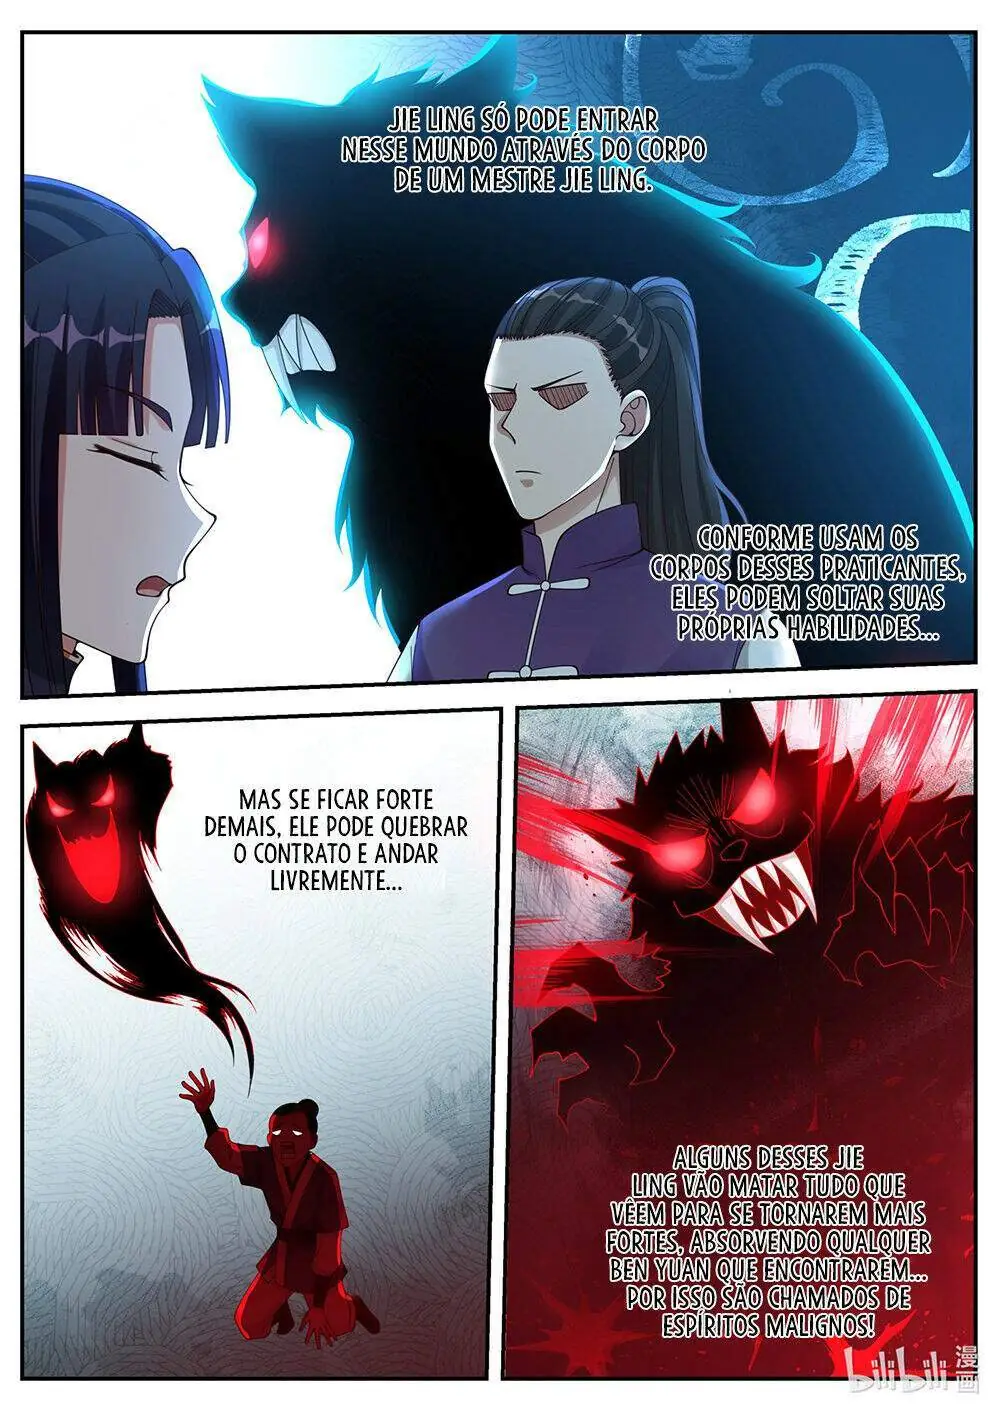 JIE LING SÓ PODE ENTRAR
NESSE MUNDO ATRAVÉS DO CORPO
DE UM MESTRE JIE LING.
CONFORME USAM OS
CORPOS DESSES PRATICANTES,
ELES PODEM SOLTAR SUAS
PRÓPRIAS HABILIDADES...
MAS SE FICAR FORTE
DEMAIS, ELE PODE QUEBRAR
O CONTRATO E ANDAR
LIVREMENTE...
ALGUNS DESSES JIE
LING VÃO MATAR TUDO QUE
VÊEM PARA SE TORNAREM MAIS
FORTES, ABSORVENDO QUALQUER
BEN YUAN QUE ENCONTRAREM...
POR ISSO SÃO CHAMADOS DE
ESPÍRITOS MALIGNOS!
bilibili 漫画